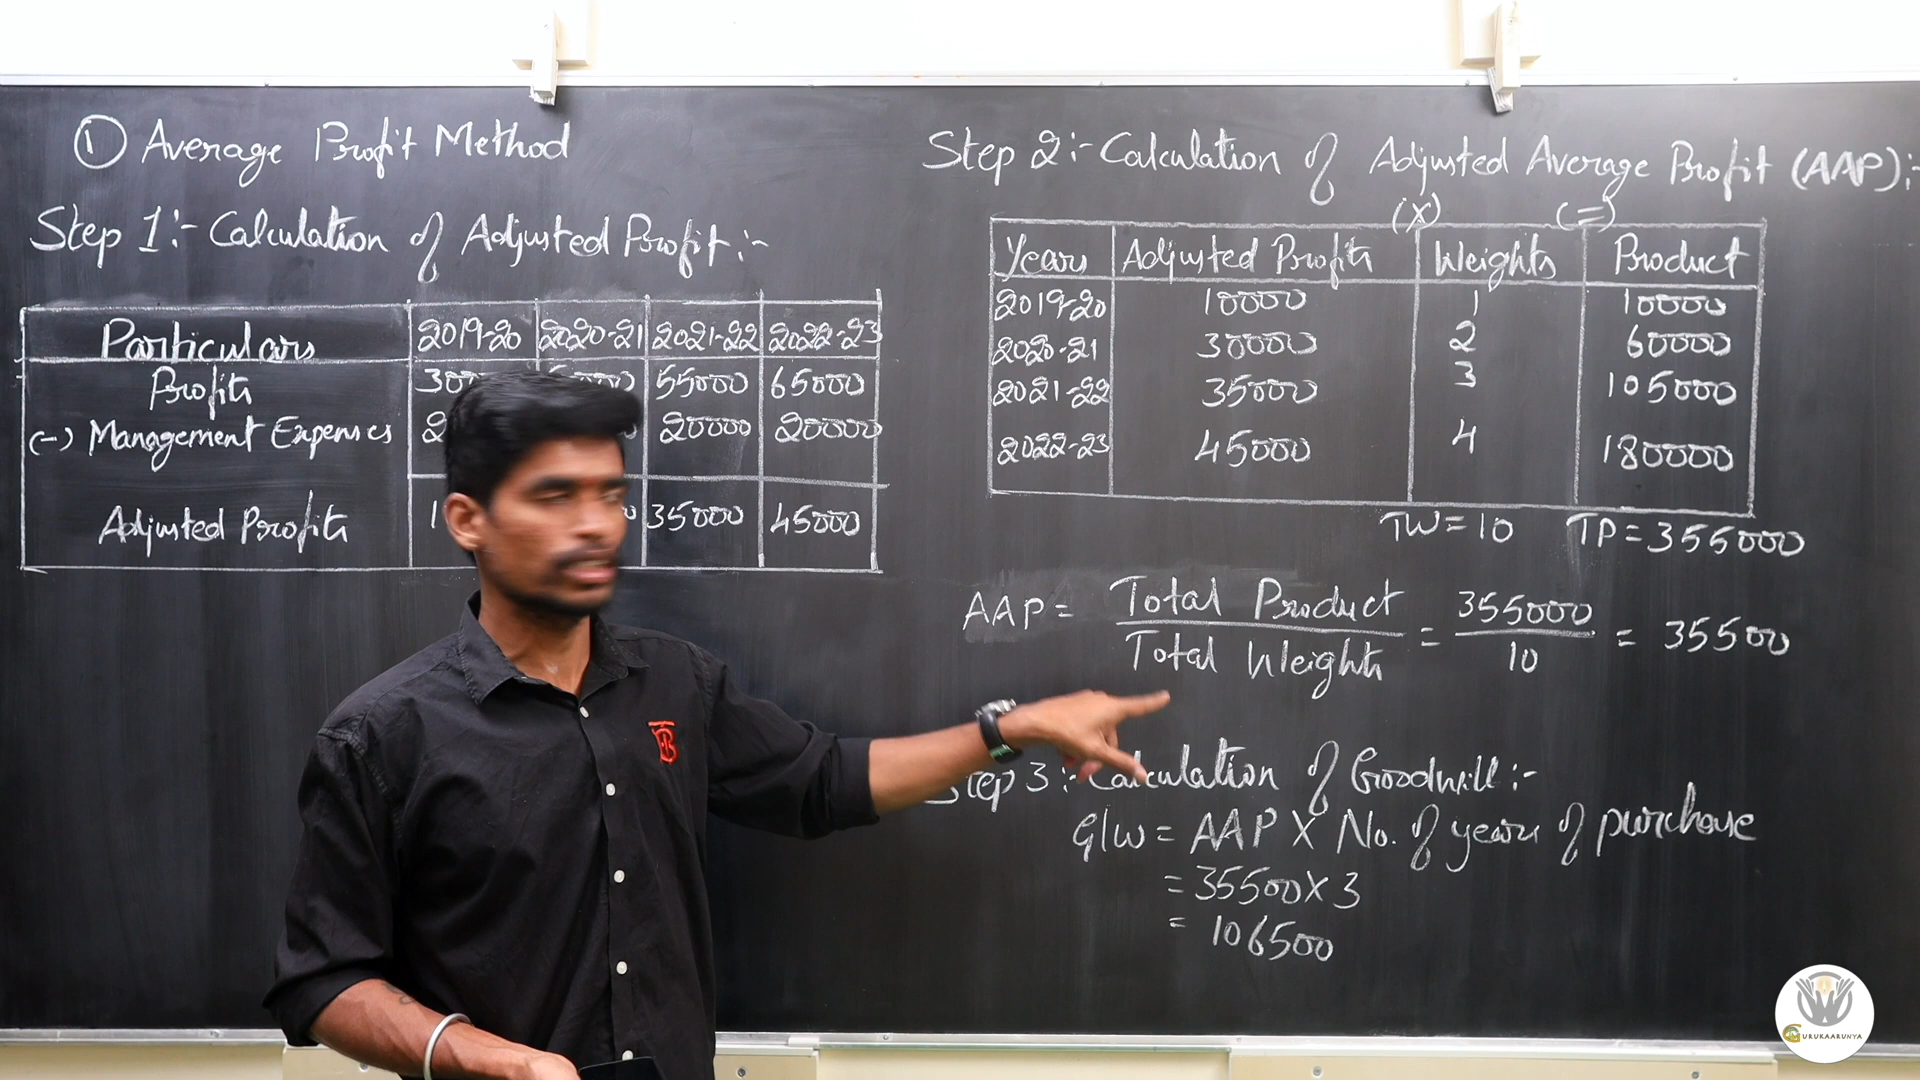 ① Average Profit Method
Step 1:- Calculation of Adjusted Profit:-
Particulars 2019-20 2020-21 2021-22 2022-23
Profit 55000 65000
(-) Management Expenses 20000 20000
Adjusted Profit 35000 45000
Step 2:- Calculation of Adjusted Average Profit (AAP):-
(X) (=)
Years Adjusted Profit Weights Product
2019-20 10000 1 10000
2020-21 30000 2 60000
2021-22 35000 3 105000
2022-23 45000 4 180000
TW = 10 TP = 355000
AAP = Total Product / Total Weights = 355000 / 10 = 35500
Step 3:- Calculation of Goodwill:-
G/W = AAP X No. of years of purchase
= 35500 X 3
= 106500
GURUKAARUNYA